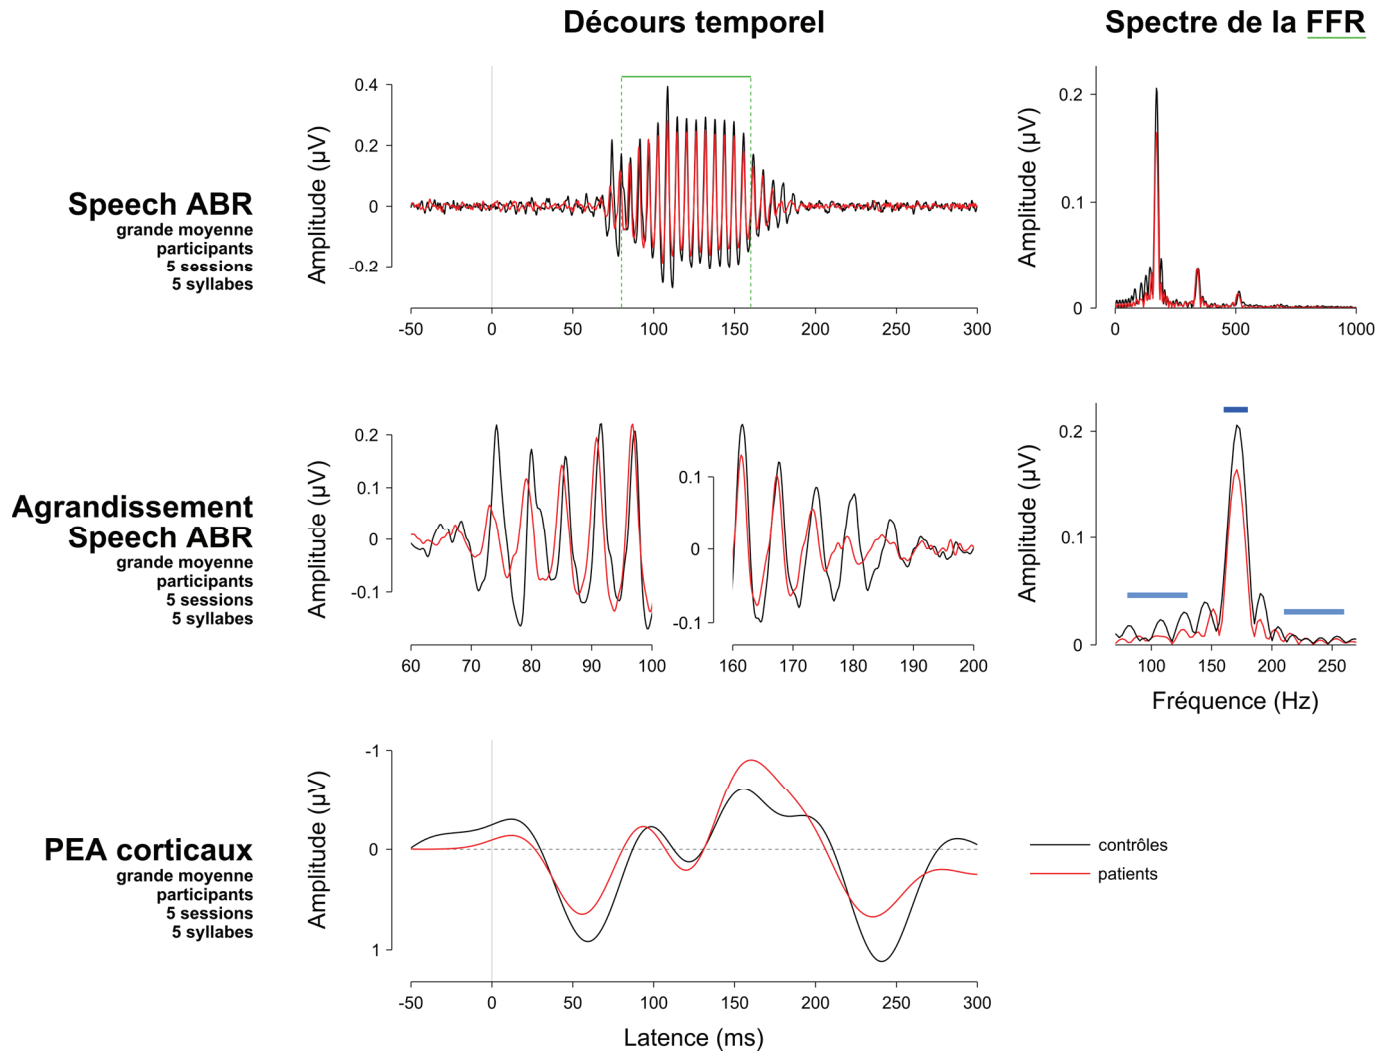 Décours temporel
Spectre de la FFR
Speech ABR
grande moyenne
participants
5 sessions
5 syllabes
Amplitude (µV)
0.4
0.2
0
-0.2
-50
0
50
100
150
200
250
300
Amplitude (µV)
0.2
0.1
0
0
500
1000
Agrandissement
Speech ABR
grande moyenne
participants
5 sessions
5 syllabes
Amplitude (µV)
0.2
0.1
0
-0.1
60
70
80
90
100
0.1
0
-0.1
160
170
180
190
200
Amplitude (µV)
0.2
0.1
0
100
150
200
250
Fréquence (Hz)
PEA corticaux
grande moyenne
participants
5 sessions
5 syllabes
Amplitude (µV)
-1
0
1
-50
0
50
100
150
200
250
300
Latence (ms)
contrôles
patients